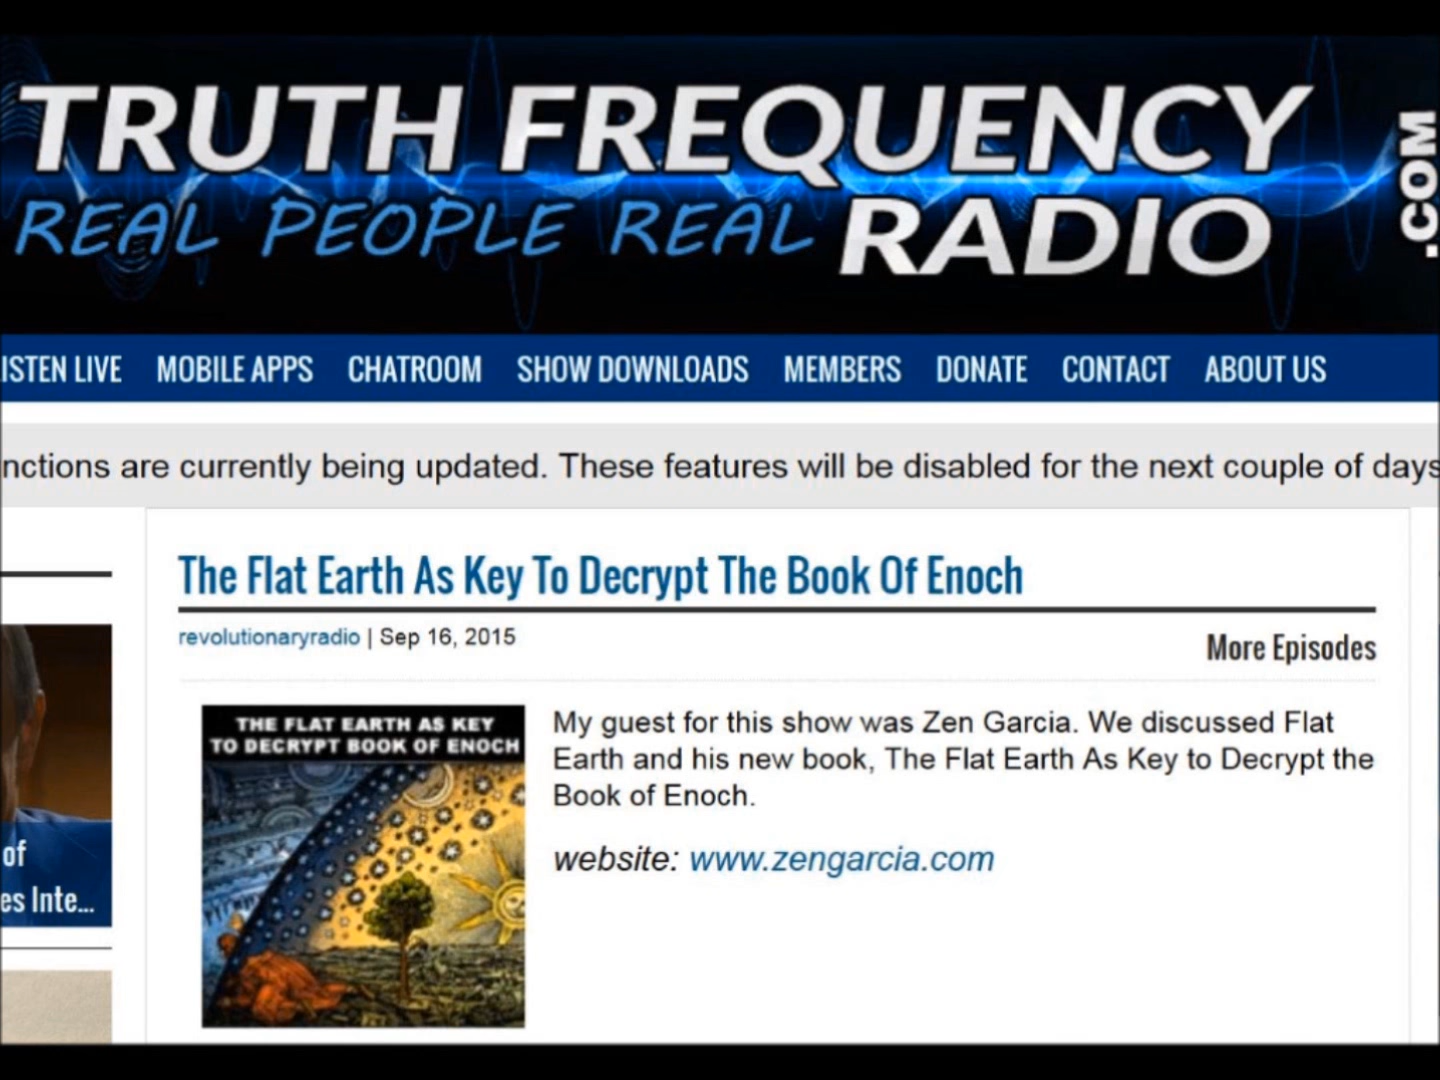 TRUTH FREQUENCY
REAL PEOPLE REAL RADIO
.COM
ISTEN LIVE MOBILE APPS CHATROOM SHOW DOWNLOADS MEMBERS DONATE CONTACT ABOUT US
nctions are currently being updated. These features will be disabled for the next couple of days
The Flat Earth As Key To Decrypt The Book Of Enoch
revolutionaryradio | Sep 16, 2015
More Episodes
THE FLAT EARTH AS KEY
TO DECRYPT BOOK OF ENOCH
My guest for this show was Zen Garcia. We discussed Flat
Earth and his new book, The Flat Earth As Key to Decrypt the
Book of Enoch.
website: www.zengarcia.com
of
es Inte...